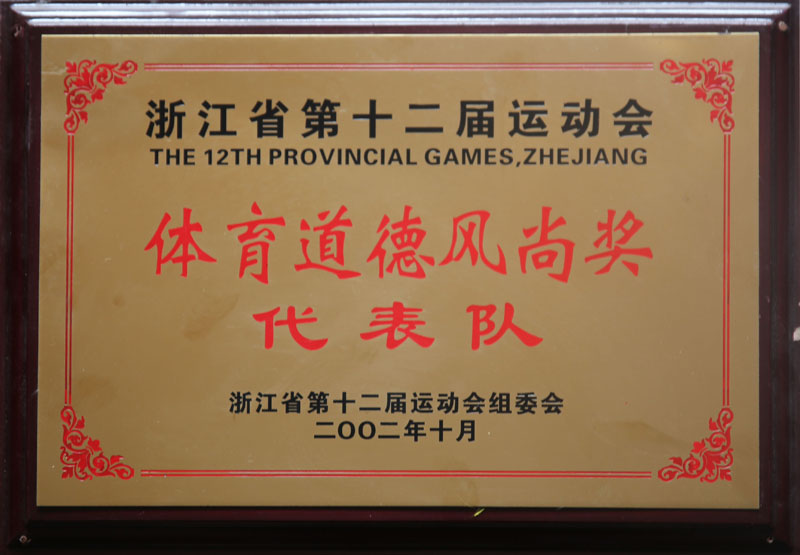 浙江省第十二届运动会
THE 12TH PROVINCIAL GAMES,ZHEJIANG
体育道德风尚奖
代表队
浙江省第十二届运动会组委会
二〇〇二年十月